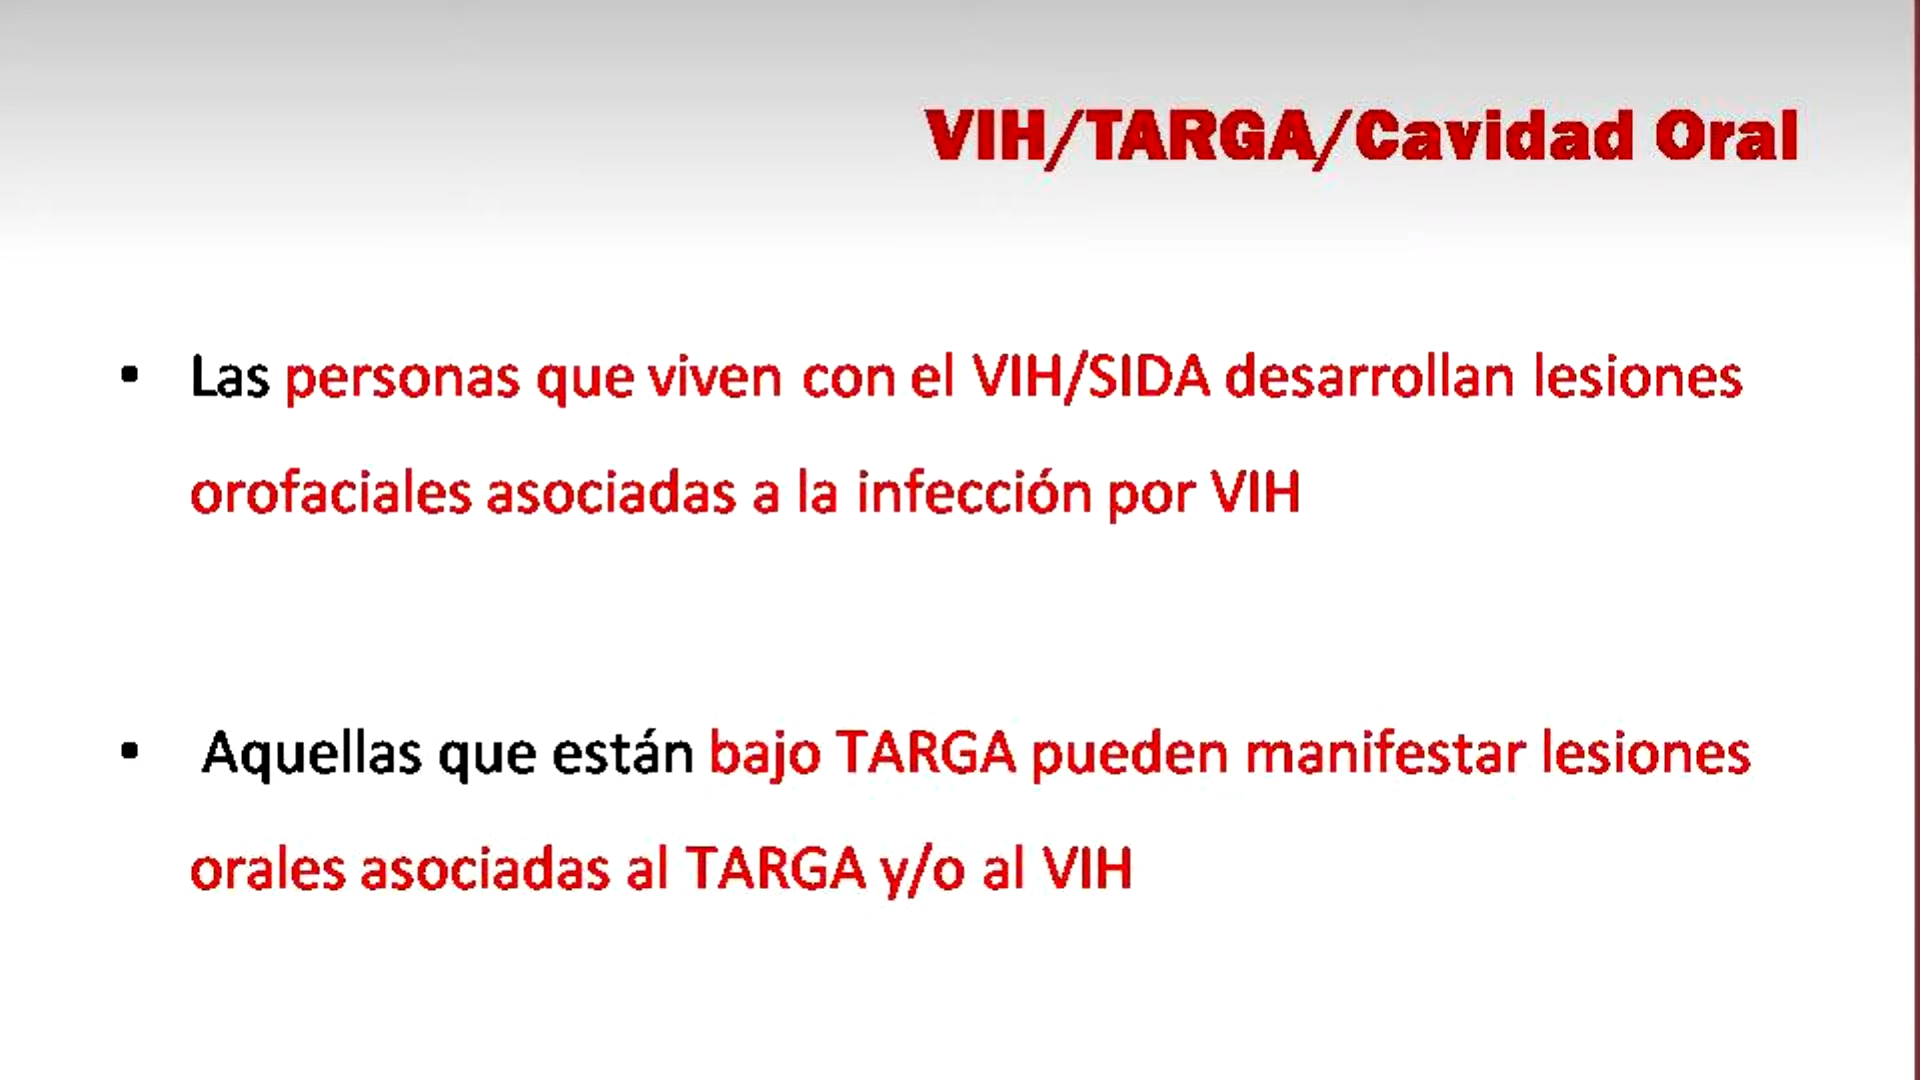 VIH/TARGA/Cavidad Oral
▪ Las personas que viven con el VIH/SIDA desarrollan lesiones
orofaciales asociadas a la infección por VIH
▪ Aquellas que están bajo TARGA pueden manifestar lesiones
orales asociadas al TARGA y/o al VIH